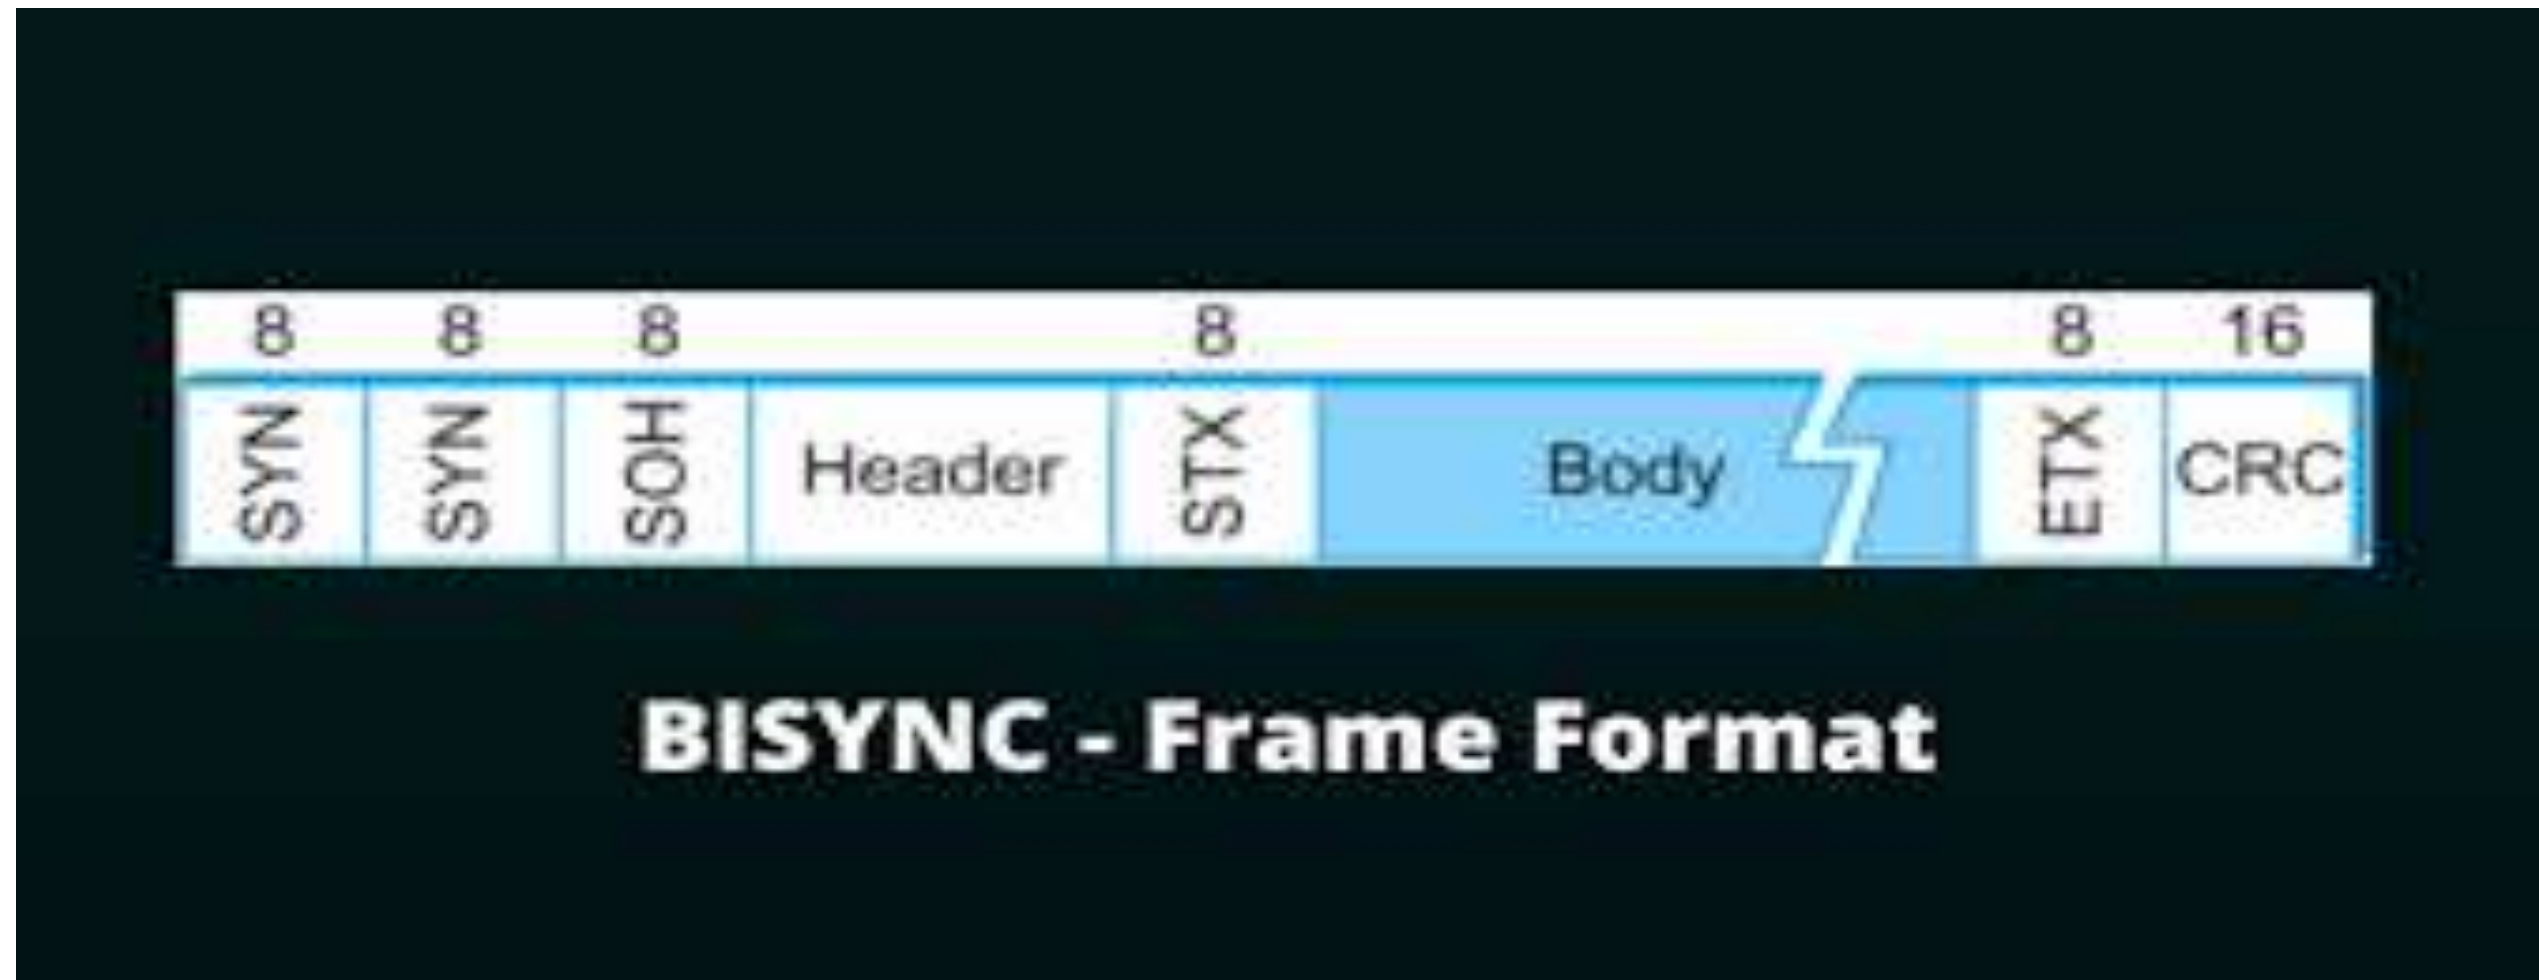 8 8 8 8 8 16
SYN SYN SOH Header STX Body ETX CRC
BISYNC - Frame Format